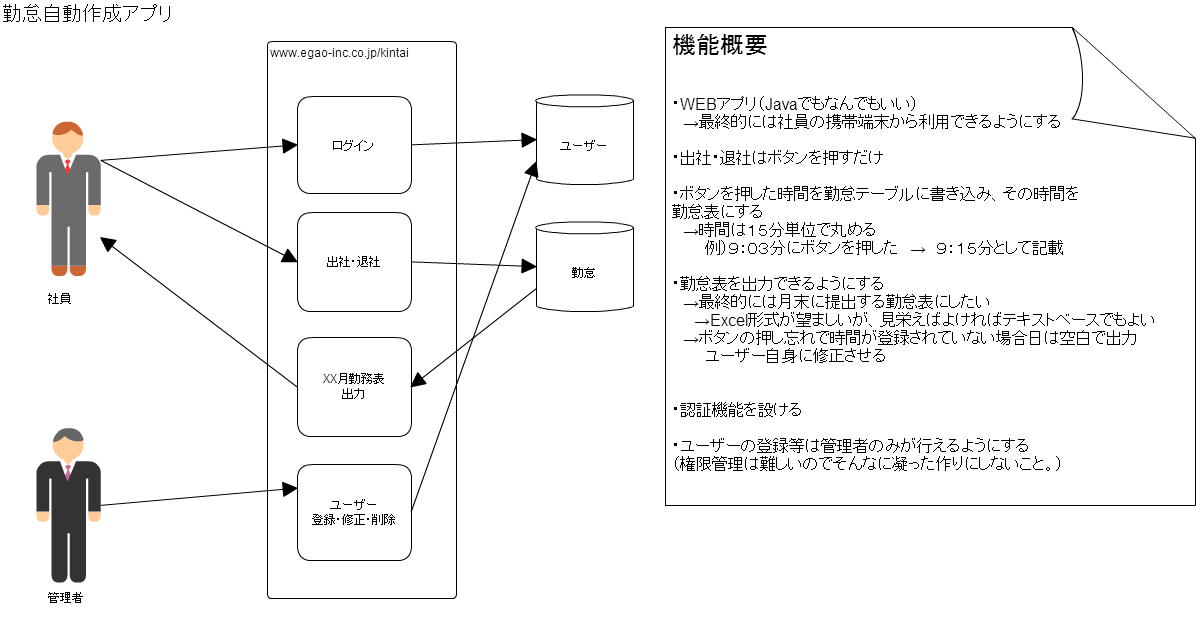 勤怠自動作成アプリ
www.egao-inc.co.jp/kintai
ログイン
出社・退社
XX月勤務表
出力
ユーザー
登録・修正・削除
ユーザー
勤怠
社員
管理者
機能概要
・WEBアプリ（Javaでもなんでもいい）
→最終的には社員の携帯端末から利用できるようにする
・出社・退社はボタンを押すだけ
・ボタンを押した時間を勤怠テーブルに書き込み、その時間を
勤怠表にする
→時間は１５分単位で丸める
例）９：０３分にボタンを押した　→　９：１５分として記載
・勤怠表を出力できるようにする
→最終的には月末に提出する勤怠表にしたい
→Excel形式が望ましいが、見栄えばよければテキストベースでもよい
→ボタンの押し忘れで時間が登録されていない場合日は空白で出力
ユーザー自身に修正させる
・認証機能を設ける
・ユーザーの登録等は管理者のみが行えるようにする
（権限管理は難しいのでそんなに凝った作りにしないこと。）